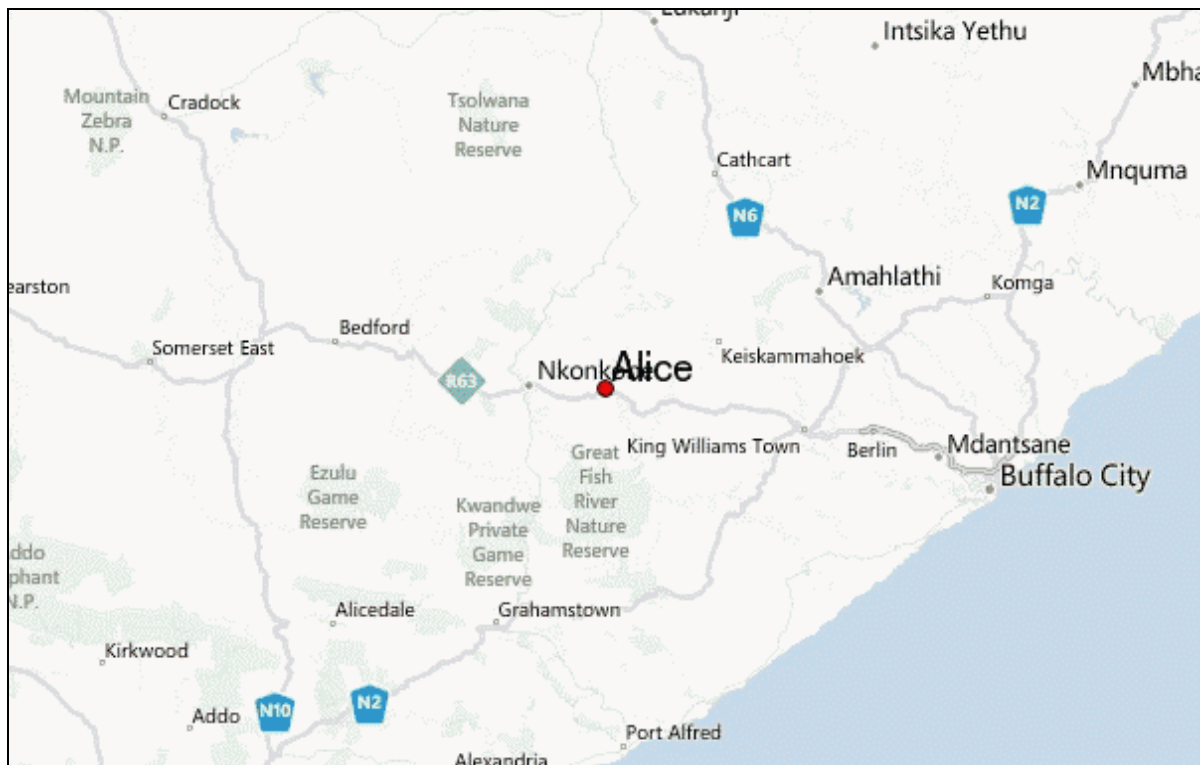 Intsika Yethu
Mbha
Mountain
Zebra
N.P.
Cradock
Tsolwana
Nature
Reserve
Cathcart
Mnquma
N6
N2
earston
Amahlathi
Komga
Bedford
Somerset East
Keiskammahoek
R63
Alice
King Williams Town
Berlin
Mdantsane
Buffalo City
Great
Fish
River
Nature
Reserve
Ezulu
Game
Reserve
Kwandwe
Private
Game
Reserve
ddo
phant
N.P.
Alicedale
Grahamstown
Kirkwood
Addo
N10
N2
Port Alfred
Alexandria